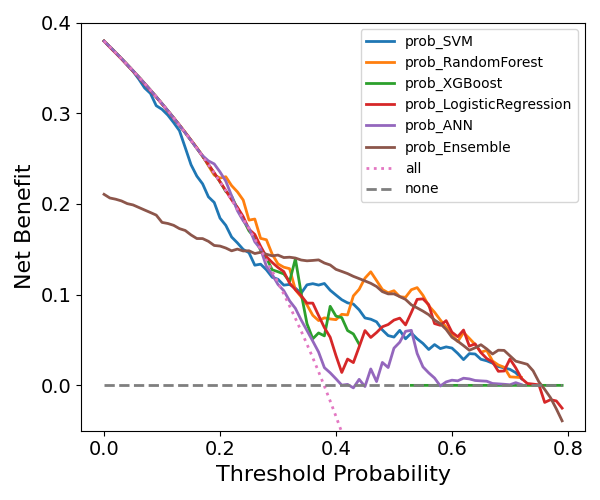 0.4
0.3
0.2
0.1
0.0
Net Benefit
prob_SVM
prob_RandomForest
prob_XGBoost
prob_LogisticRegression
prob_ANN
prob_Ensemble
all
none
0.0 0.2 0.4 0.6 0.8
Threshold Probability